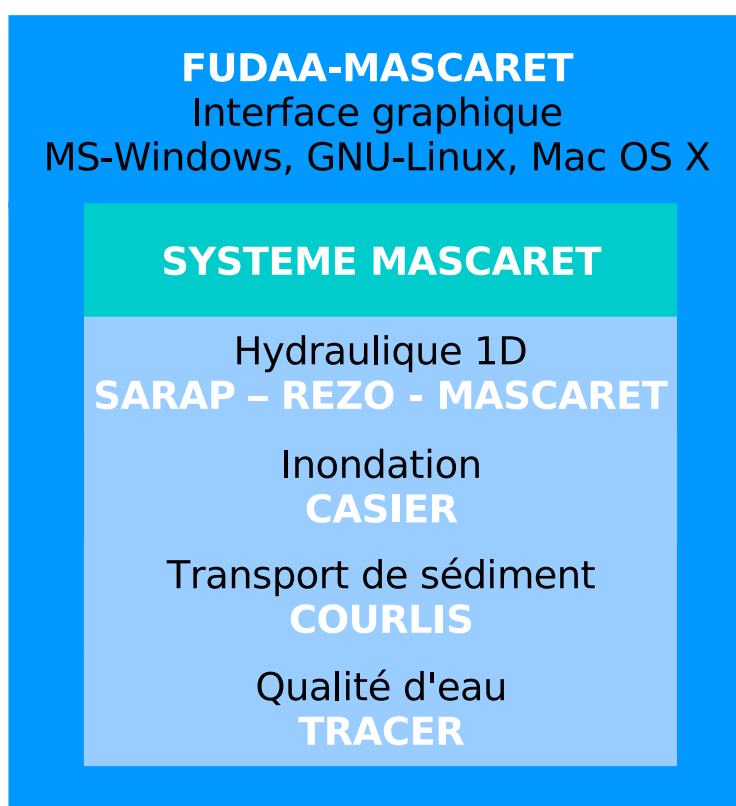 FUDAA-MASCARET
Interface graphique
MS-Windows, GNU-Linux, Mac OS X
SYSTEME MASCARET
Hydraulique 1D
SARAP – REZO - MASCARET
Inondation
CASIER
Transport de sédiment
COURLIS
Qualité d'eau
TRACER